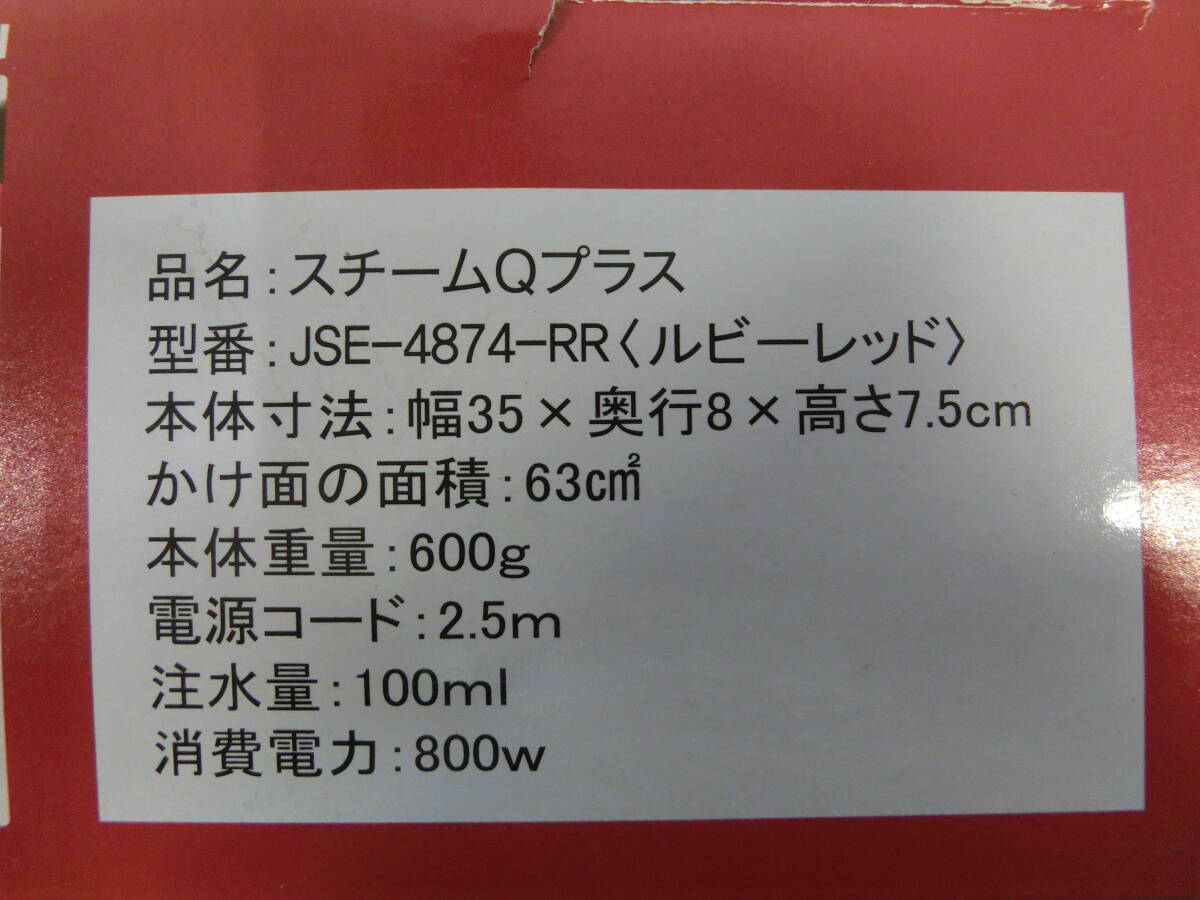 品名:スチームQプラス
型番:JSE-4874-RR〈ルビーレッド〉
本体寸法:幅35×奥行8×高さ7.5cm
かけ面の面積:63c㎡
本体重量:600g
電源コード:2.5m
注水量:100ml
消費電力:800w